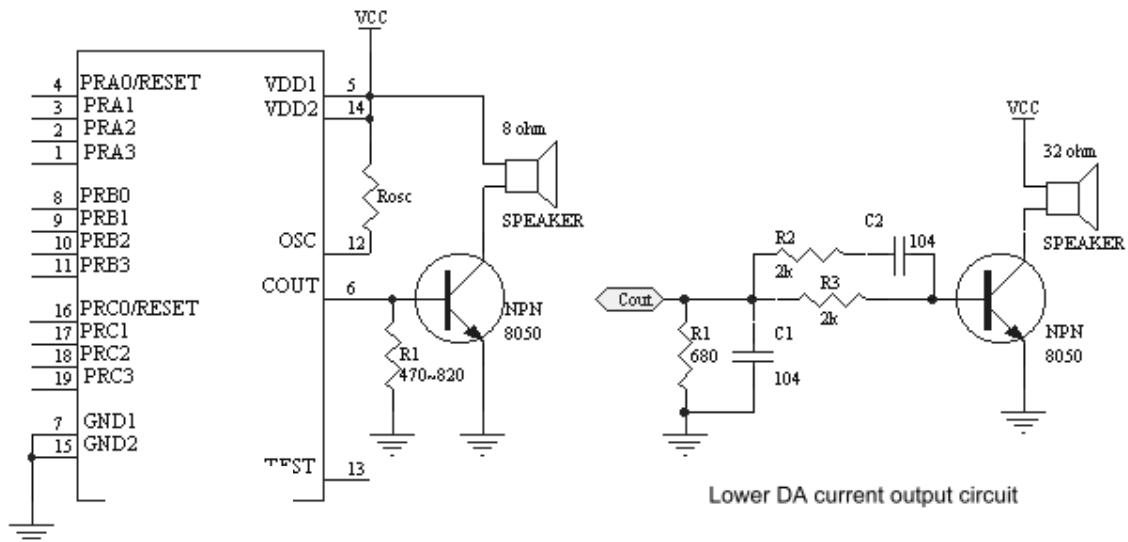 VCC
4 PRA0/RESET
3 PRA1
2 PRA2
1 PRA3
8 PRB0
9 PRB1
10 PRB2
11 PRB3
16 PRC0/RESET
17 PRC1
18 PRC2
19 PRC3
7 GND1
15 GND2
VDD1 5
VDD2 14
OSC 12
COUT 6
TEST 13
Rosc
8 ohm
SPEAKER
NPN
8050
R1
470~820
VCC
32 ohm
SPEAKER
C2
104
R2
2k
R3
2k
Cout
R1
680
C1
104
NPN
8050
Lower DA current output circuit